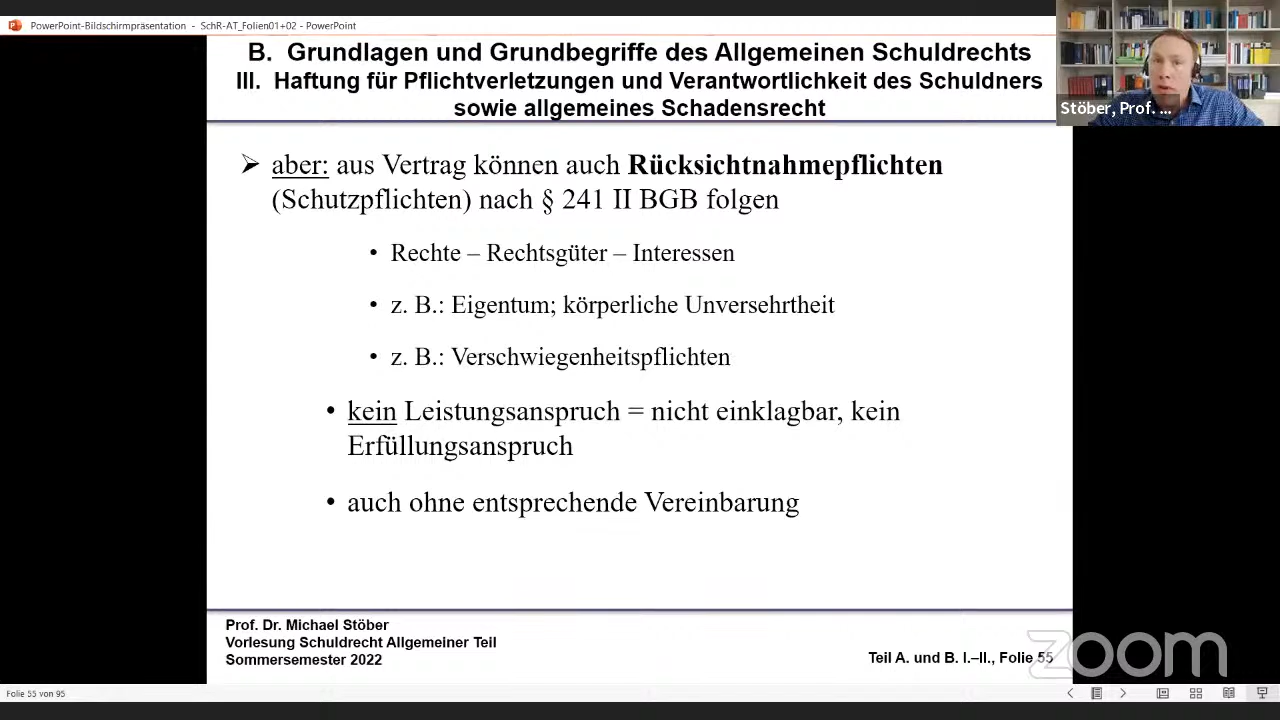 PowerPoint-Bildschirmpräsentation - SchR-AT_Folien01+02 - PowerPoint
B. Grundlagen und Grundbegriffe des Allgemeinen Schuldrechts
III. Haftung für Pflichtverletzungen und Verantwortlichkeit des Schuldners
sowie allgemeines Schadensrecht
Stöber, Prof. ...
➢ aber: aus Vertrag können auch Rücksichtnahmepflichten
(Schutzpflichten) nach § 241 II BGB folgen
• Rechte – Rechtsgüter – Interessen
• z. B.: Eigentum; körperliche Unversehrtheit
• z. B.: Verschwiegenheitspflichten
• kein Leistungsanspruch = nicht einklagbar, kein
Erfüllungsanspruch
• auch ohne entsprechende Vereinbarung
Prof. Dr. Michael Stöber
Vorlesung Schuldrecht Allgemeiner Teil
Sommersemester 2022
Teil A. und B. I.–II., Folie 55
zoom
Folie 55 von 95